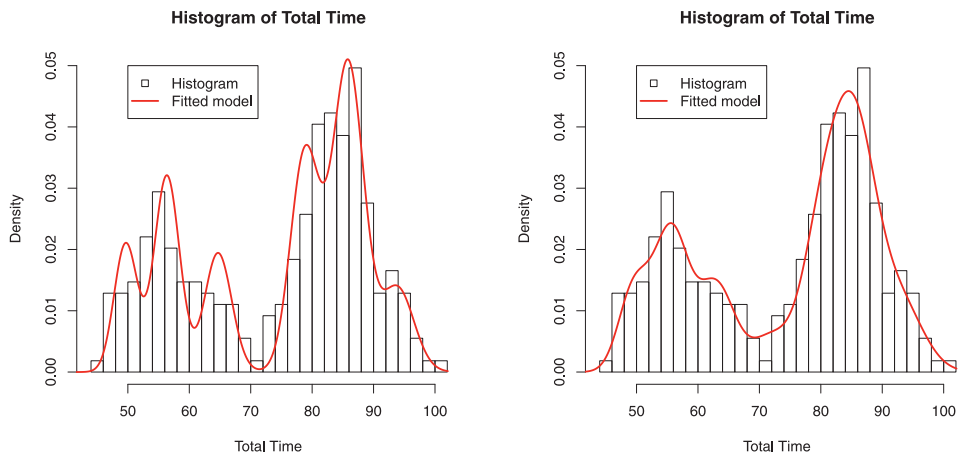 Histogram of Total Time
Histogram
Fitted model
Density
0.00
0.01
0.02
0.03
0.04
0.05
50 60 70 80 90 100
Total Time
Histogram of Total Time
Histogram
Fitted model
Density
0.00
0.01
0.02
0.03
0.04
0.05
50 60 70 80 90 100
Total Time